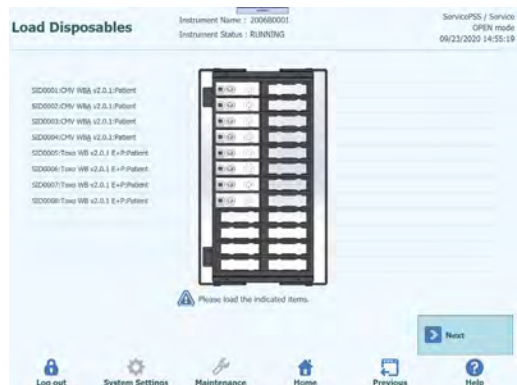 Load Disposables
Instrument Name : 2006B0001
Instrument Status : RUNNING
ServicePSS / Service
OPEN mode
09/23/2020 14:55:19
SID0001:CMV WBA v2.0.1:Patient
SID0002:CMV WBA v2.0.1:Patient
SID0003:CMV WBA v2.0.1:Patient
SID0004:CMV WBA v2.0.1:Patient
SID0005:Toxo WB v2.0.1 E+P:Patient
SID0006:Toxo WB v2.0.1 E+P:Patient
SID0007:Toxo WB v2.0.1 E+P:Patient
SID0008:Toxo WB v2.0.1 E+P:Patient
Please load the indicated items.
Next
Log out
System Settings
Maintenance
Home
Previous
Help